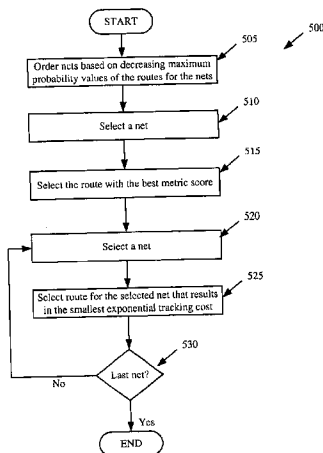 START
500
505
Order nets based on decreasing maximum
probability values of the routes for the nets
510
Select a net
515
Select the route with the best metric score
520
Select a net
525
Select route for the selected net that results
in the smallest exponential tracking cost
530
Last net?
No
Yes
END